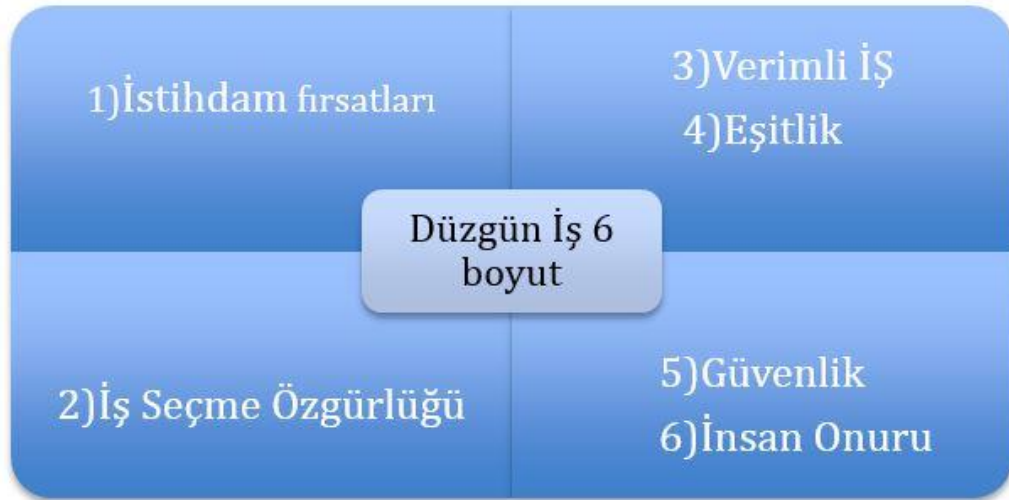 1)İstihdam fırsatları
3)Verimli İŞ
4)Eşitlik
Düzgün İş 6
boyut
2)İş Seçme Özgürlüğü
5)Güvenlik
6)İnsan Onuru